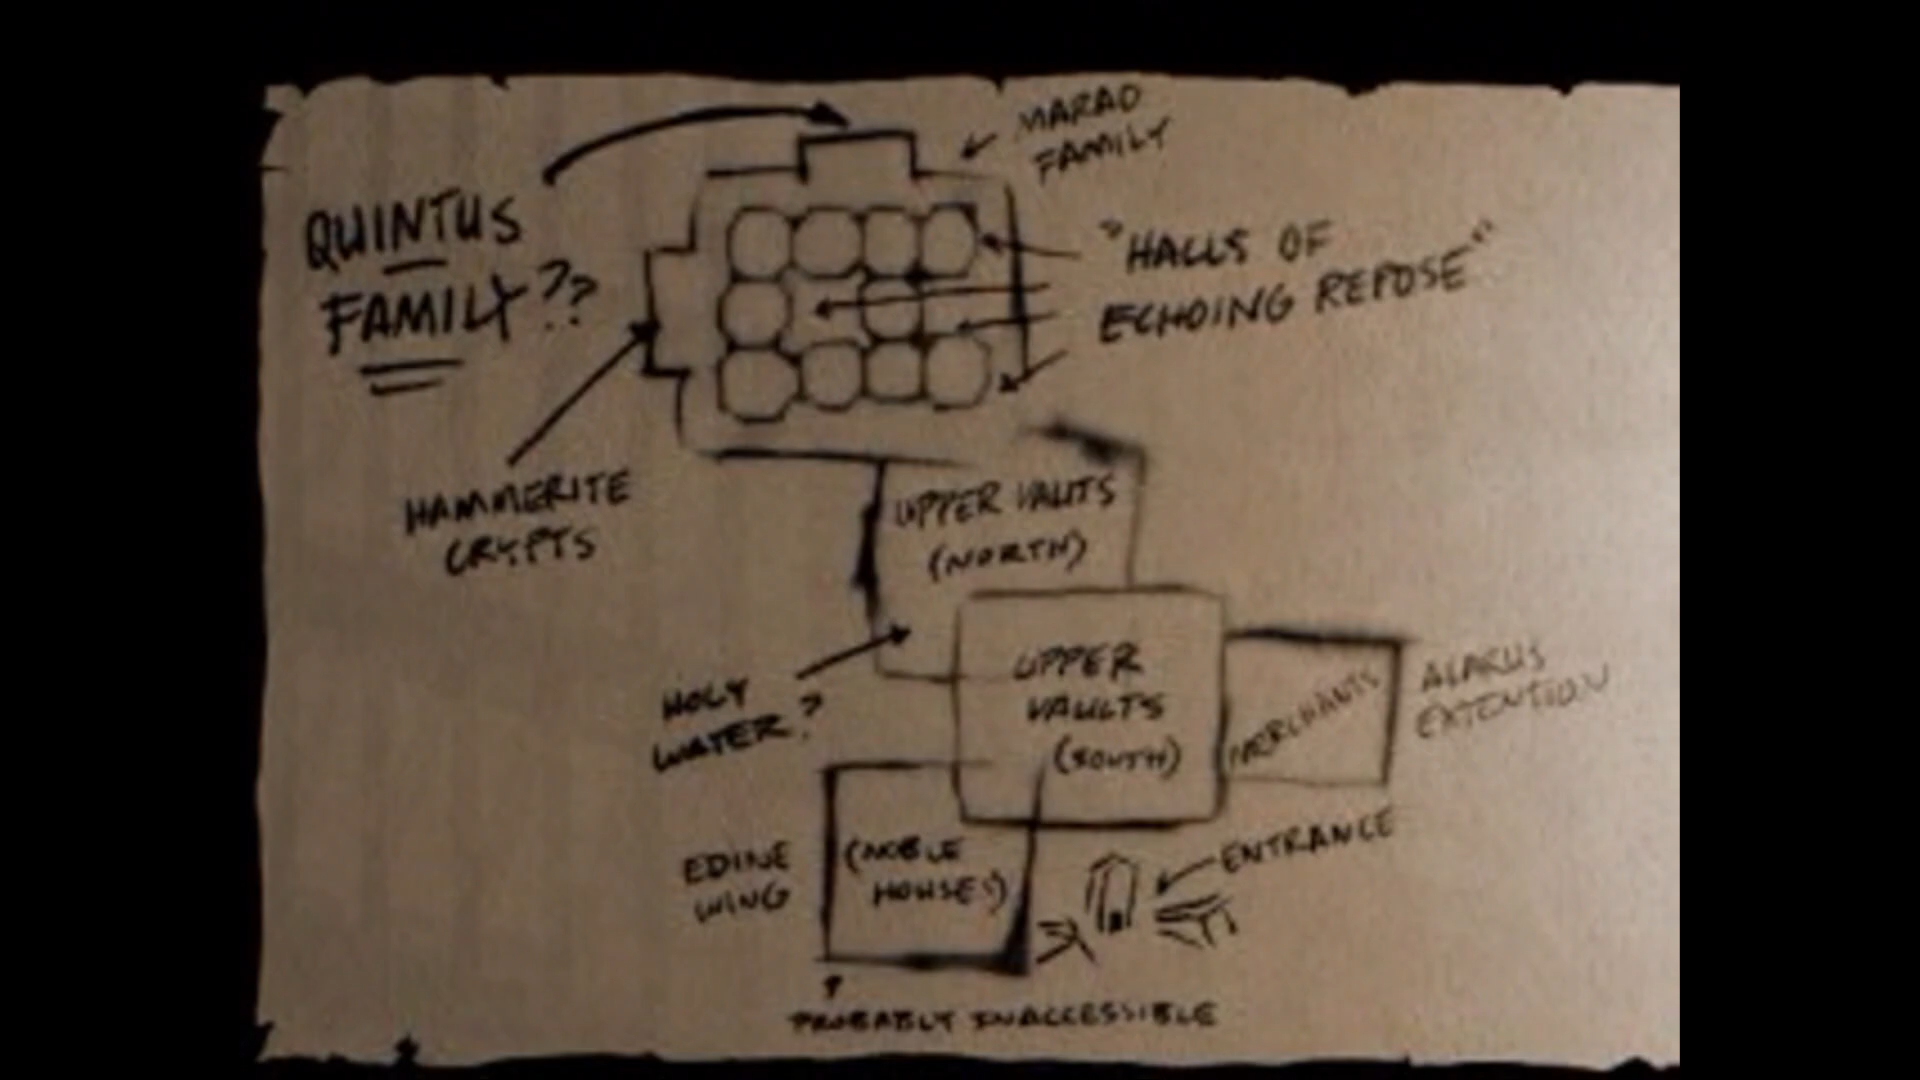 MARAO
FAMILY
QUINTUS
FAMILY??
"HALLS OF
ECHOING REPOSE"
HAMMERITE
CRYPTS
UPPER VAULTS
(NORTH)
HOLY
WATER?
UPPER
VAULTS
(SOUTH)
MERCHANTS
ALARUS
EXTENTION
EDINE
WING
(NOBLE
HOUSES)
ENTRANCE
PROBABLY INACCESSIBLE